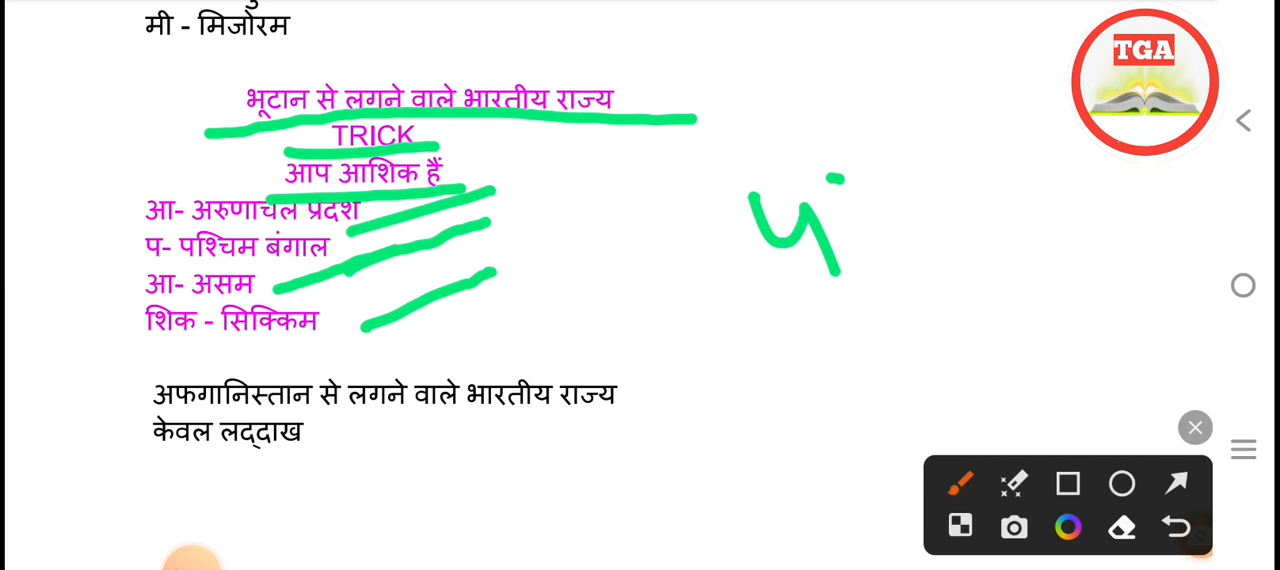 मी - मिजोरम
TGA
भूटान से लगने वाले भारतीय राज्य
TRICK
आप आशिक हैं
आ- अरुणाचल प्रदेश
प- पश्चिम बंगाल
आ- असम
शिक - सिक्किम
अफगानिस्तान से लगने वाले भारतीय राज्य
केवल लद्दाख